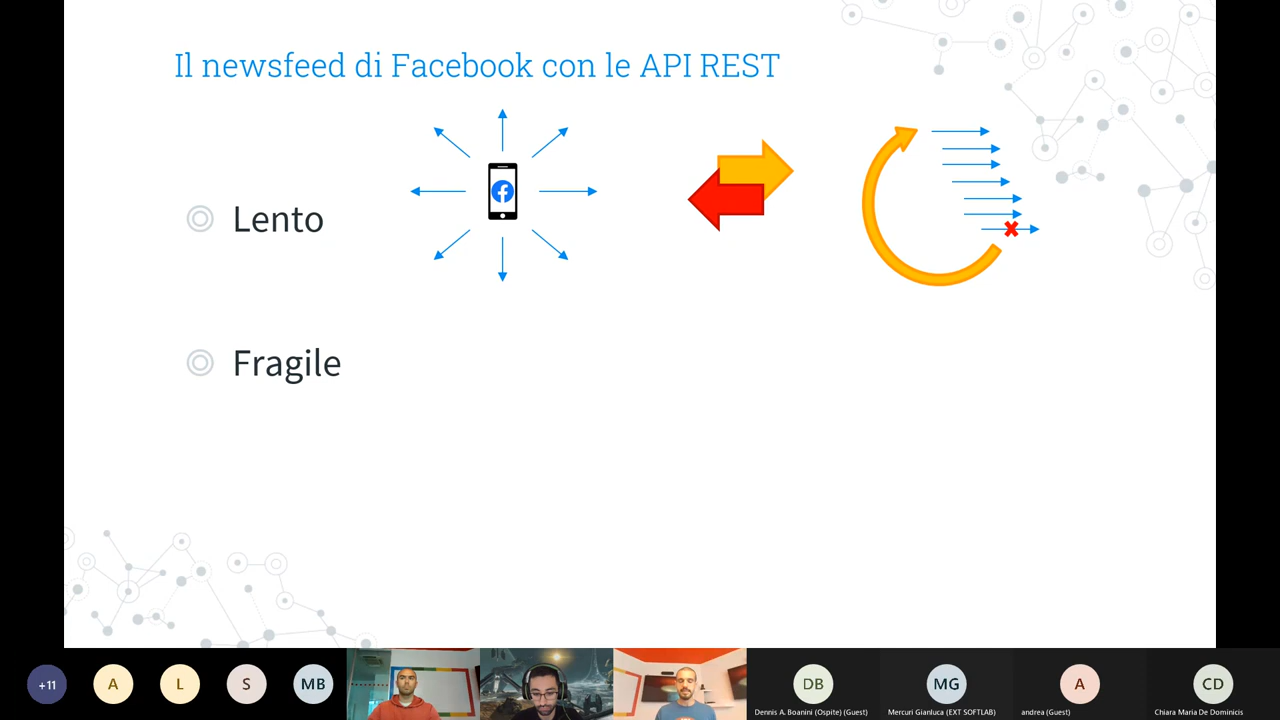 Il newsfeed di Facebook con le API REST
Lento
Fragile
+11
A
L
S
MB
DB
MG
A
CD
Dennis A. Boanini (Ospite) (Guest)
Mercuri Gianluca (EXT SOFTLAB)
andrea (Guest)
Chiara Maria De Dominicis